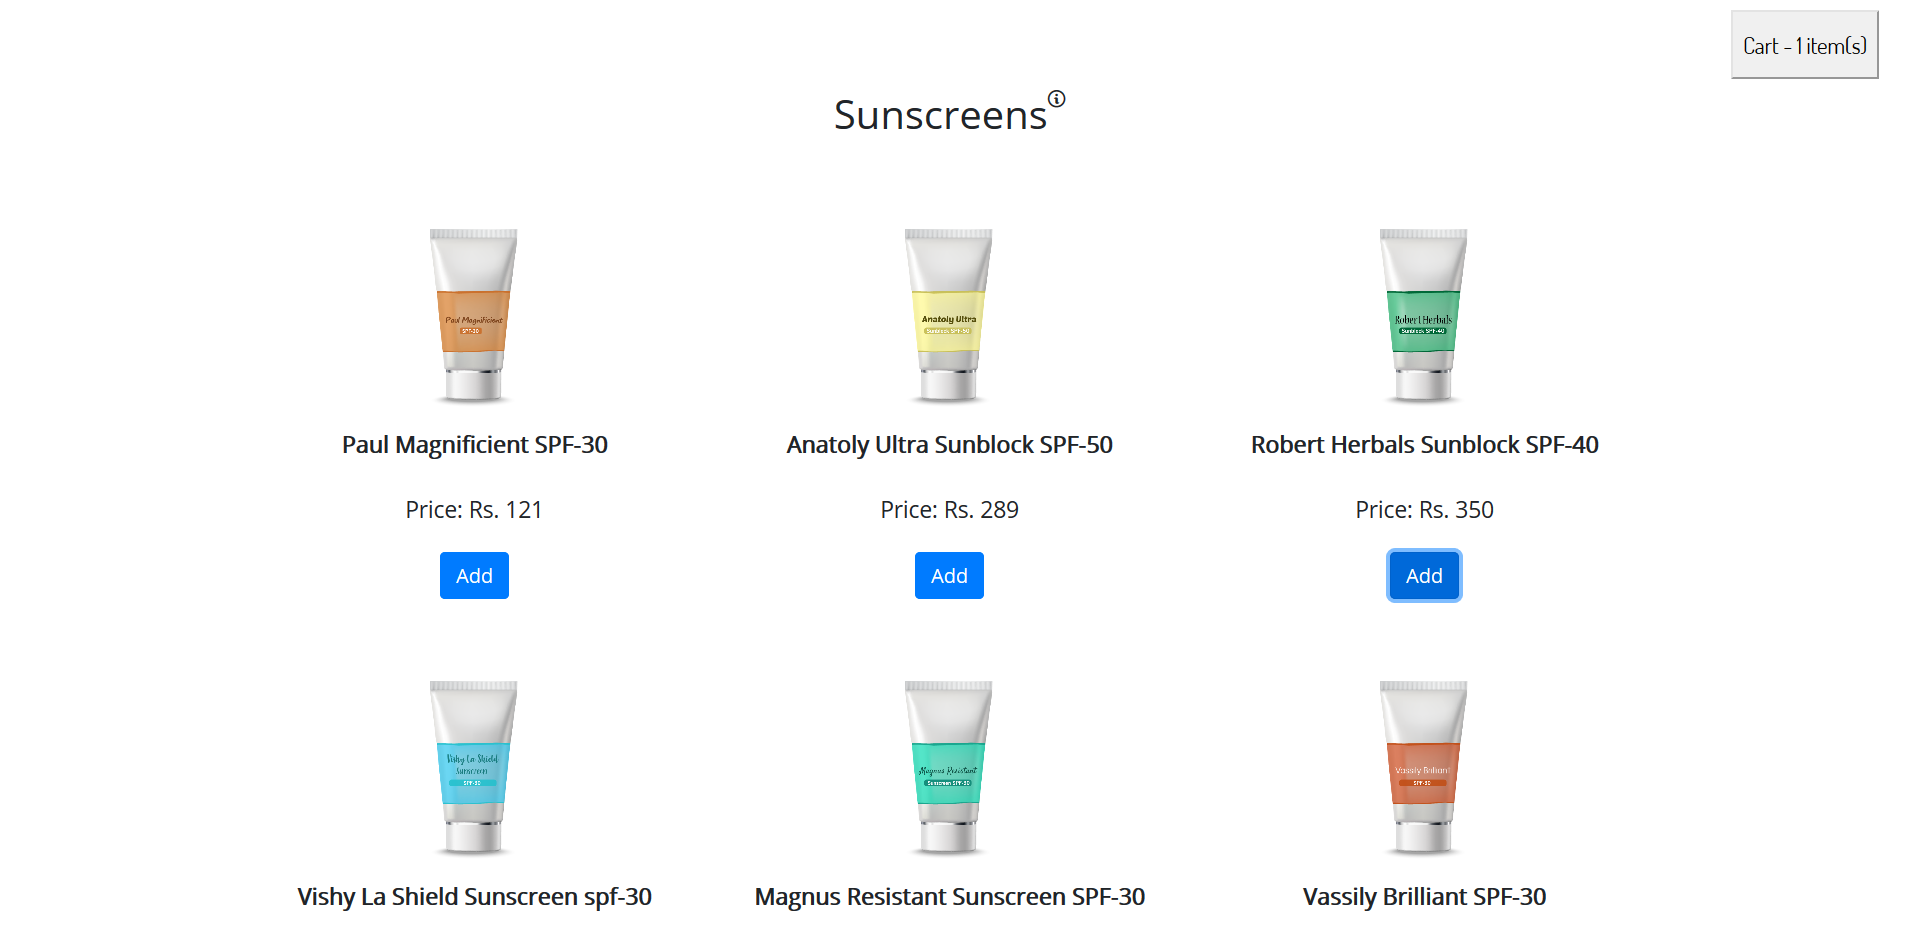 Cart - 1 item(s)
Sunscreens
Paul Magnificient
SPF-30
Anatoly Ultra
Sunblock SPF-50
Robert Herbals
Sunblock SPF-40
Paul Magnificient SPF-30
Anatoly Ultra Sunblock SPF-50
Robert Herbals Sunblock SPF-40
Price: Rs. 121
Price: Rs. 289
Price: Rs. 350
Add
Add
Add
Vishy La Shield
Sunscreen
SPF-30
Magnus Resistant
Sunscreen SPF-30
Vassily Briliant
SPF-30
Vishy La Shield Sunscreen spf-30
Magnus Resistant Sunscreen SPF-30
Vassily Brilliant SPF-30